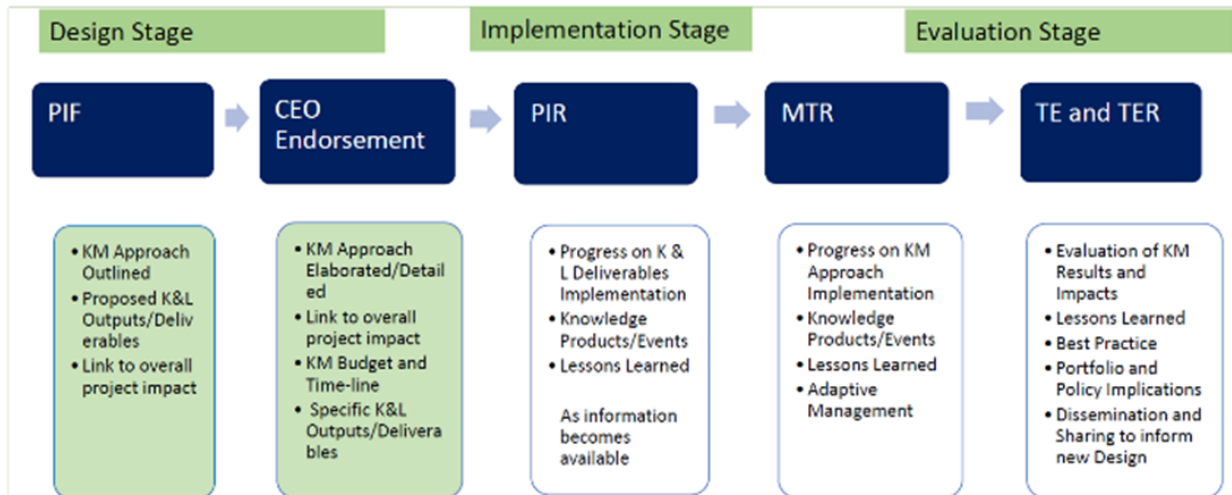 Design Stage
Implementation Stage
Evaluation Stage
PIF
CEO
Endorsement
PIR
MTR
TE and TER
• KM Approach
Outlined
• Proposed K&L
Outputs/Deliv
erables
• Link to overall
project impact
• KM Approach
Elaborated/Detail
ed
• Link to overall
project impact
• KM Budget and
Time-line
• Specific K&L
Outputs/Delivera
bles
• Progress on K &
L Deliverables
Implementation
• Knowledge
Products/Events
• Lessons Learned
As information
becomes
available
• Progress on KM
Approach
Implementation
• Knowledge
Products/Events
• Lessons Learned
• Adaptive
Management
• Evaluation of KM
Results and
Impacts
• Lessons Learned
• Best Practice
• Portfolio and
Policy Implications
• Dissemination and
Sharing to inform
new Design